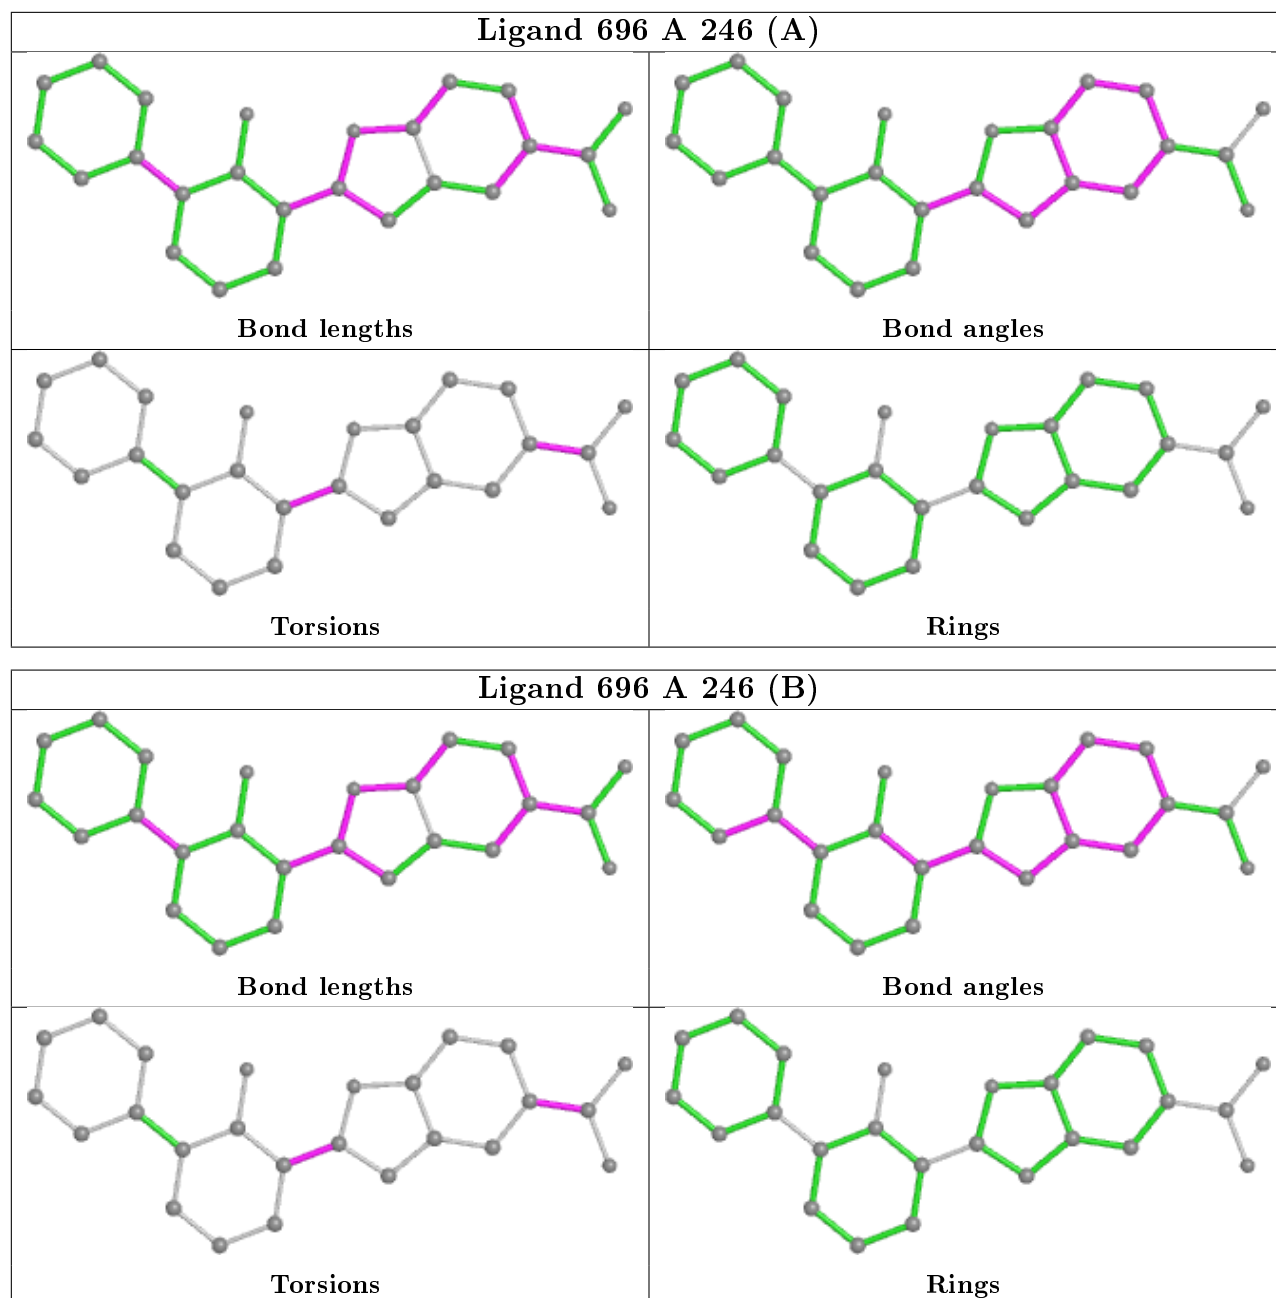 Ligand 696 A 246 (A)
Bond lengths
Bond angles
Torsions
Rings
Ligand 696 A 246 (B)
Bond lengths
Bond angles
Torsions
Rings